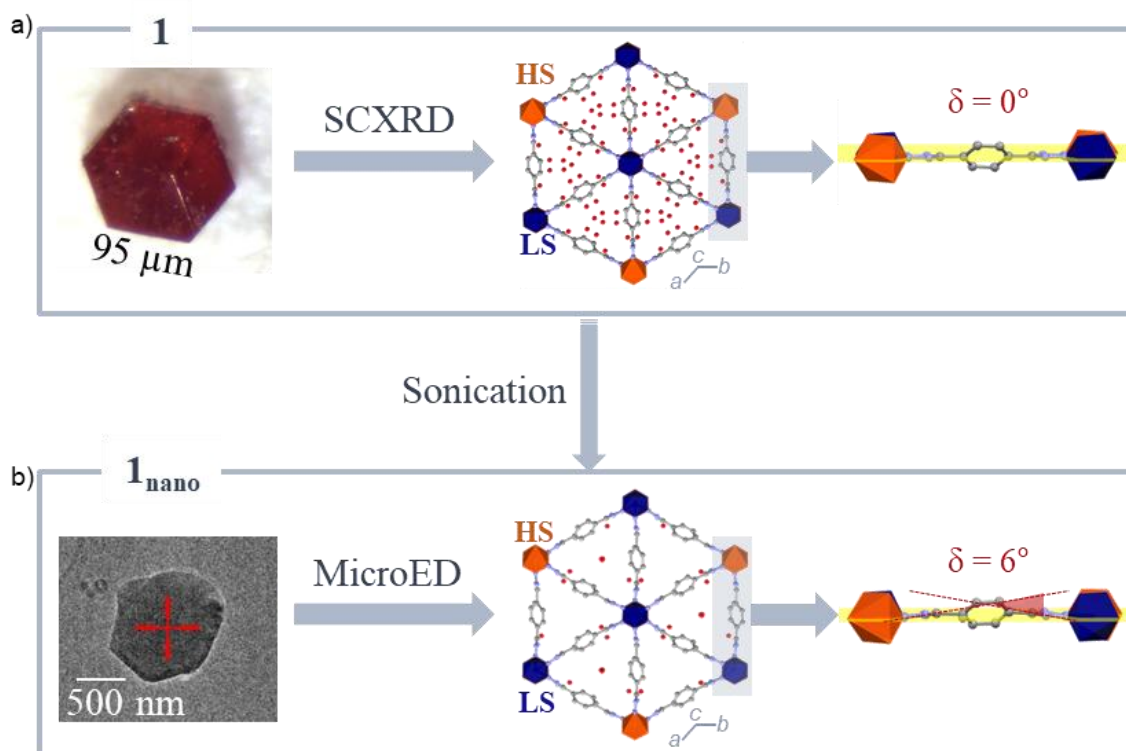 a)
1
95 μm
SCXRD
HS
LS
c
a
b
δ = 0°
Sonication
b)
1nano
500 nm
MicroED
HS
LS
c
a
b
δ = 6°